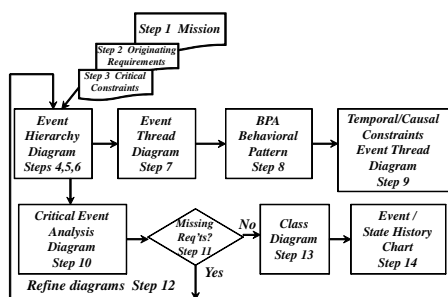 Step 1 Mission
Step 2 Originating
Requirements
Step 3 Critical
Constraints
Event
Hierarchy
Diagram
Steps 4,5,6
Event
Thread
Diagram
Step 7
BPA
Behavioral
Pattern
Step 8
Temporal/Causal
Constraints
Event Thread
Diagram
Step 9
Critical Event
Analysis
Diagram
Step 10
Missing
Req'ts?
Step 11
No
Yes
Class
Diagram
Step 13
Event /
State History
Chart
Step 14
Refine diagrams Step 12